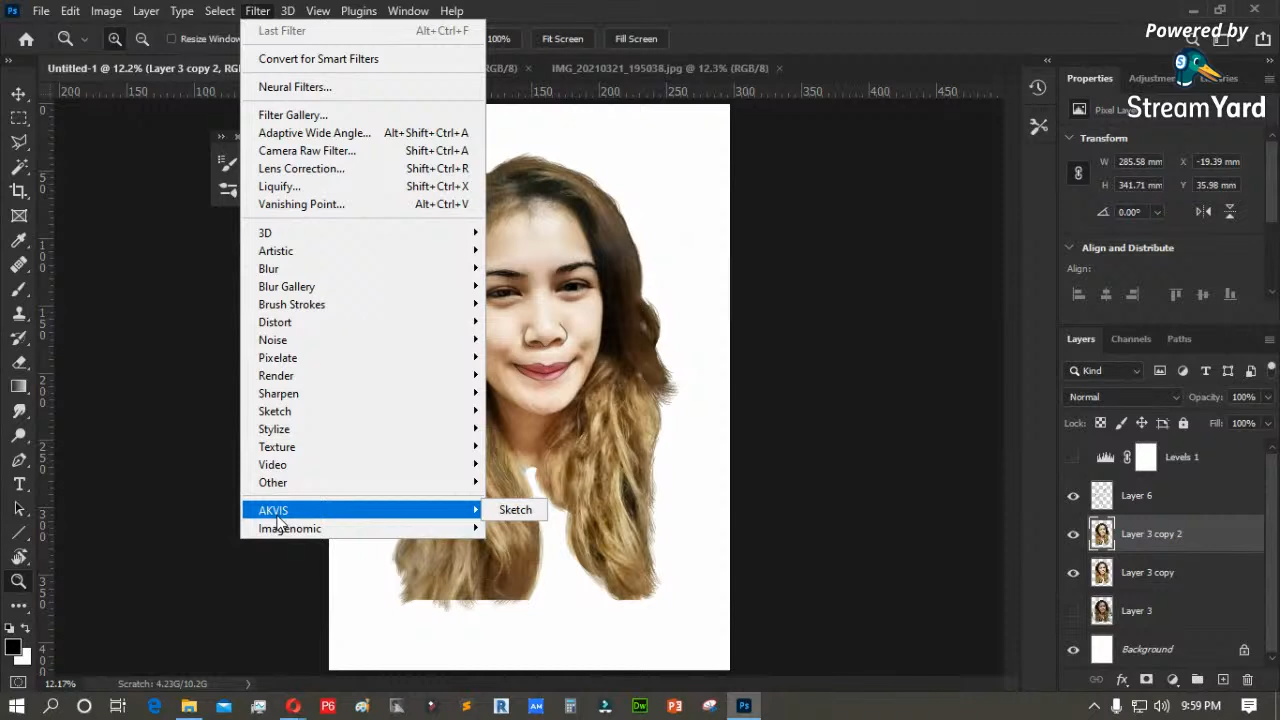 Ps File Edit Image Layer Type Select Filter 3D View Plugins Window Help
Powered by
StreamYard
Resize Window
100% Fit Screen Fill Screen
Untitled-1 @ 12.2% (Layer 3 copy 2, RG
GB/8) × IMG_20210321_195038.jpg @ 12.3% (RGB/8) ×
200 150 100 150 200 250 300 350 400 450
Last Filter Alt+Ctrl+F
Convert for Smart Filters
Neural Filters...
Filter Gallery...
Adaptive Wide Angle... Alt+Shift+Ctrl+A
Camera Raw Filter... Shift+Ctrl+A
Lens Correction... Shift+Ctrl+R
Liquify... Shift+Ctrl+X
Vanishing Point... Alt+Ctrl+V
3D
Artistic
Blur
Blur Gallery
Brush Strokes
Distort
Noise
Pixelate
Render
Sharpen
Sketch
Stylize
Texture
Video
Other
AKVIS
Sketch
Imagenomic
Properties Adjustments Libraries
Pixel Layer
Transform
W 285.58 mm X -19.39 mm
H 341.71 mm Y 35.98 mm
0.00°
Align and Distribute
Align:
Layers Channels Paths
Kind
Normal Opacity: 100%
Lock: Fill: 100%
Levels 1
Layer 6
Layer 3 copy 2
Layer 3 copy
Layer 3
Background
12.17% Scratch: 4.23G/10.2G
9:59 PM